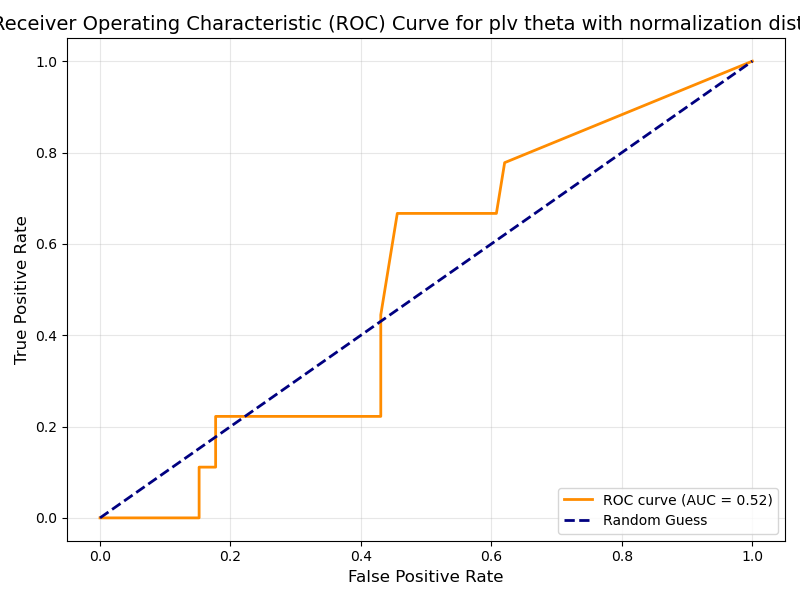 Receiver Operating Characteristic (ROC) Curve for plv theta with normalization dist
True Positive Rate
1.0
0.8
0.6
0.4
0.2
0.0
0.0 0.2 0.4 0.6 0.8 1.0
False Positive Rate
ROC curve (AUC = 0.52)
Random Guess